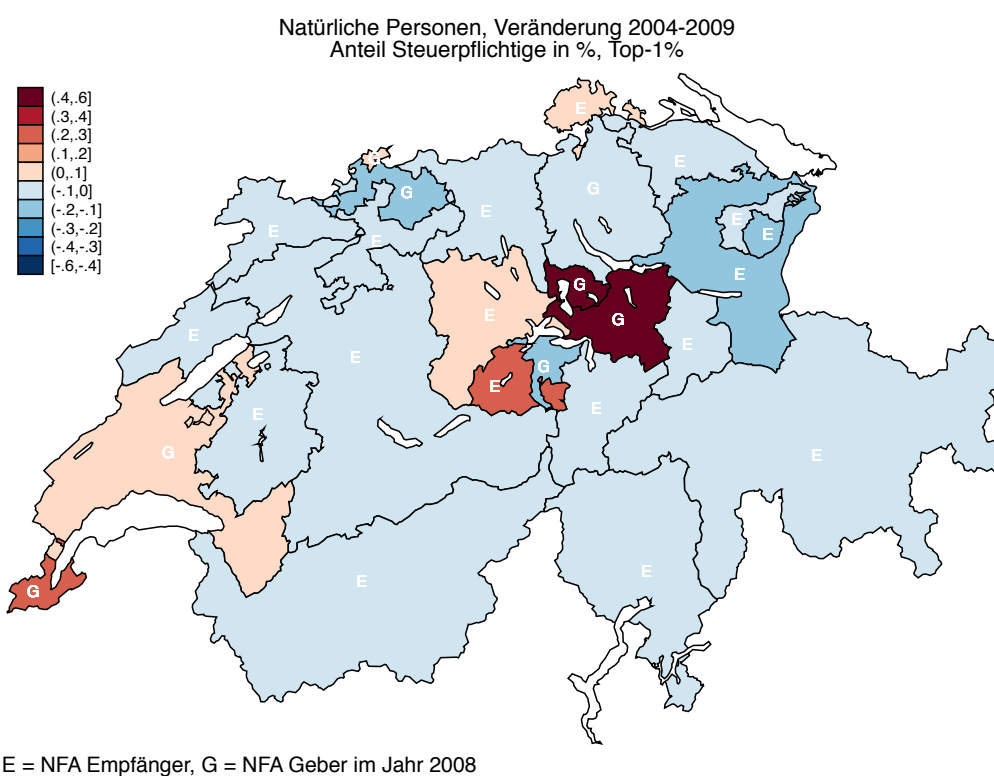 Natürliche Personen, Veränderung 2004-2009
Anteil Steuerpflichtige in %, Top-1%
(.4,.6]
(.3,.4]
(.2,.3]
(.1,.2]
(0,.1]
(-.1,0]
(-.2,-.1]
(-.3,-.2]
(-.4,-.3]
[-.6,-.4]
E
E
E
G
G
E
E
E
E
E
E
G
E
G
E
E
E
G
E
E
E
G
E
E
E
G
E = NFA Empfänger, G = NFA Geber im Jahr 2008